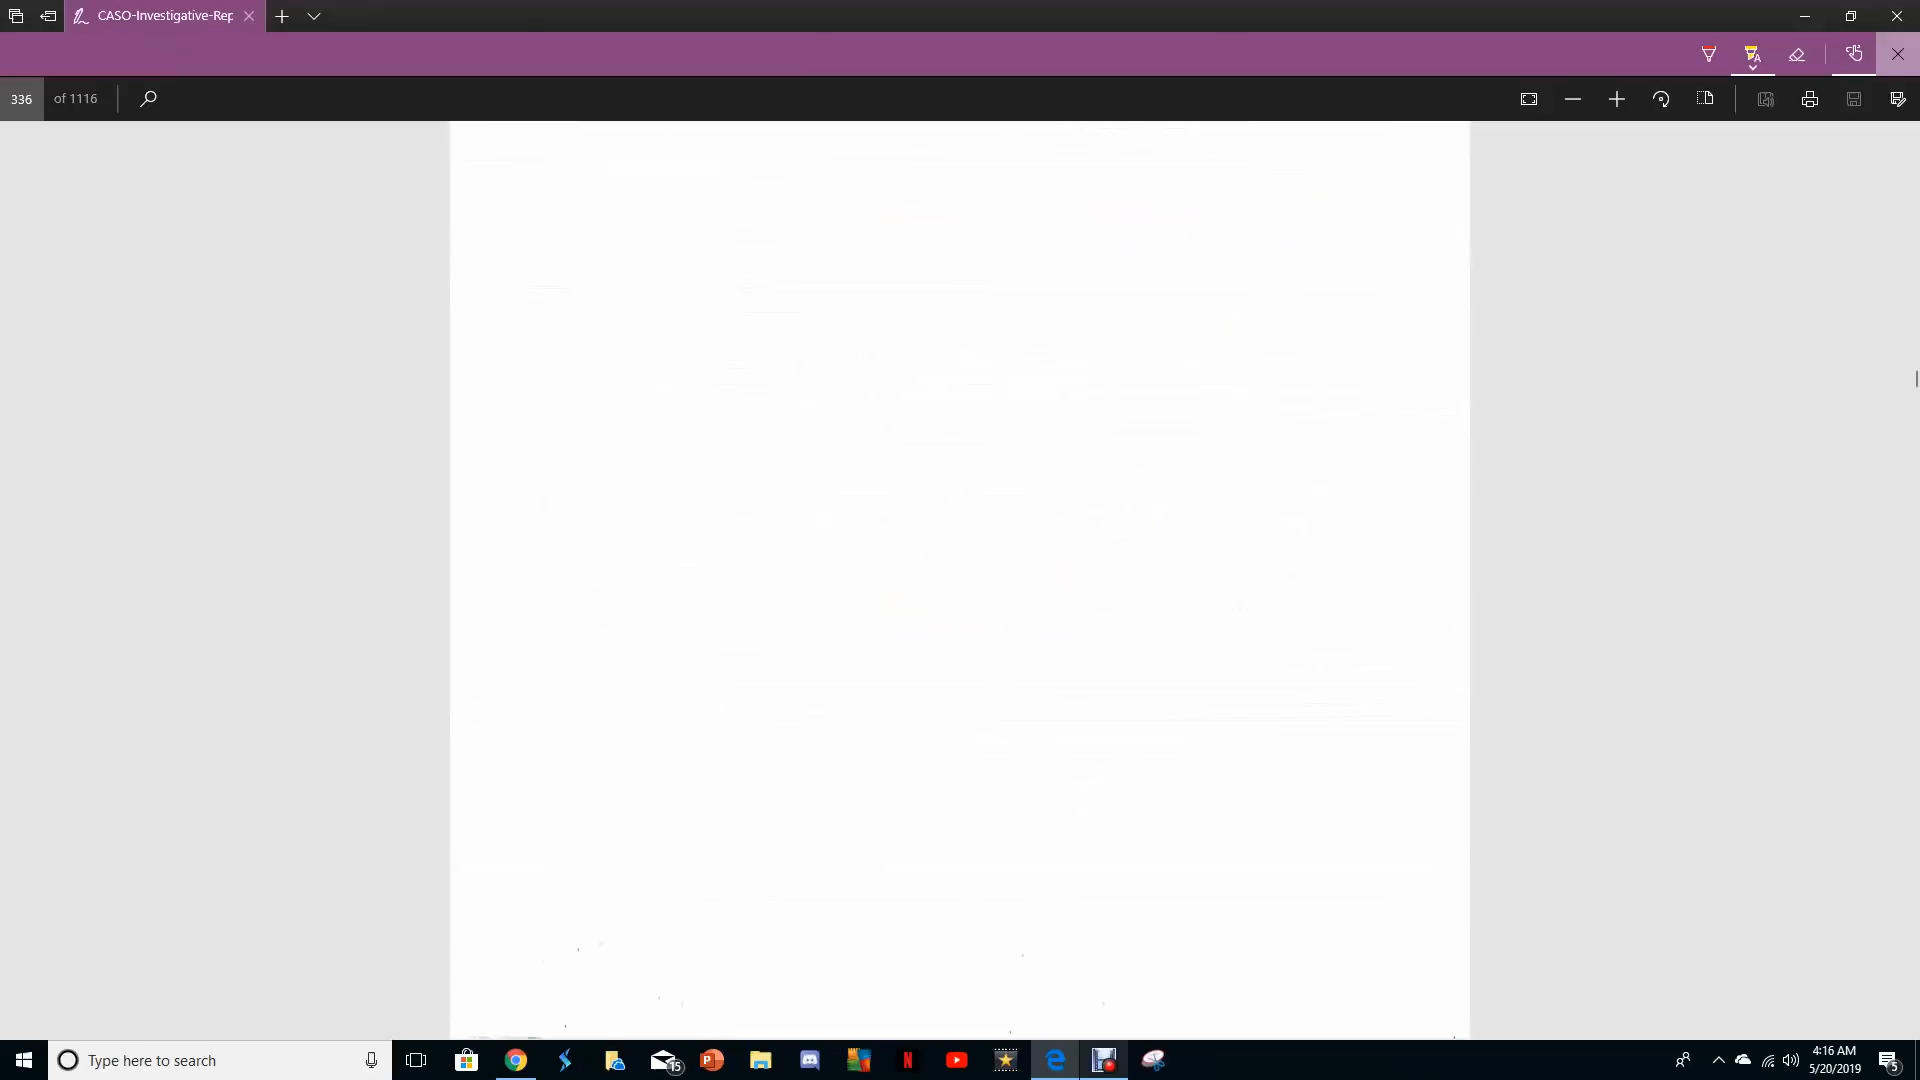 CASO-Investigative-Rep
336 of 1116
Type here to search
15
4:16 AM
5/20/2019
5